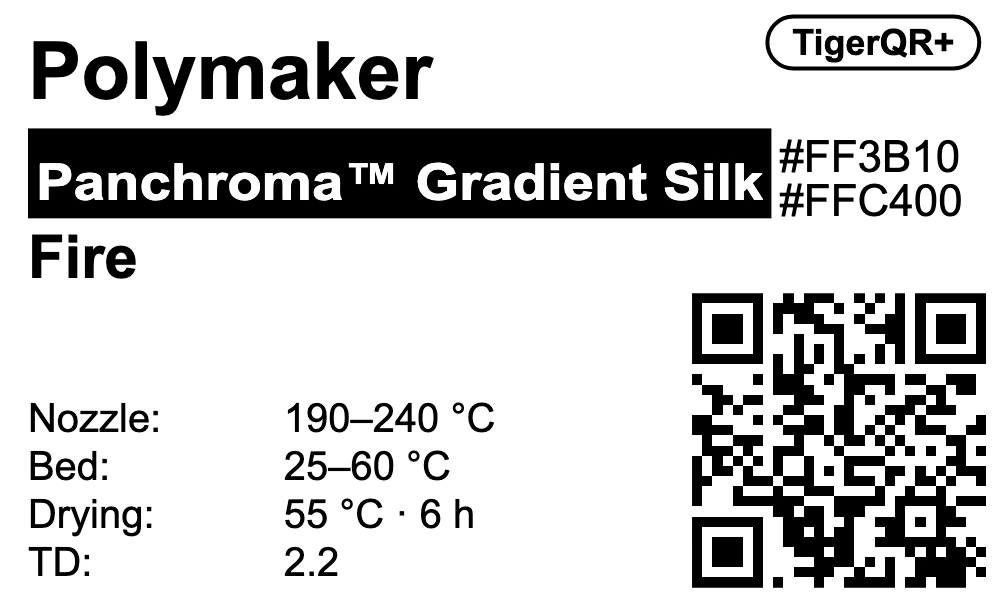 TigerQR+
Polymaker
Panchroma™ Gradient Silk
#FF3B10
#FFC400
Fire
Nozzle: 190–240 °C
Bed: 25–60 °C
Drying: 55 °C · 6 h
TD: 2.2